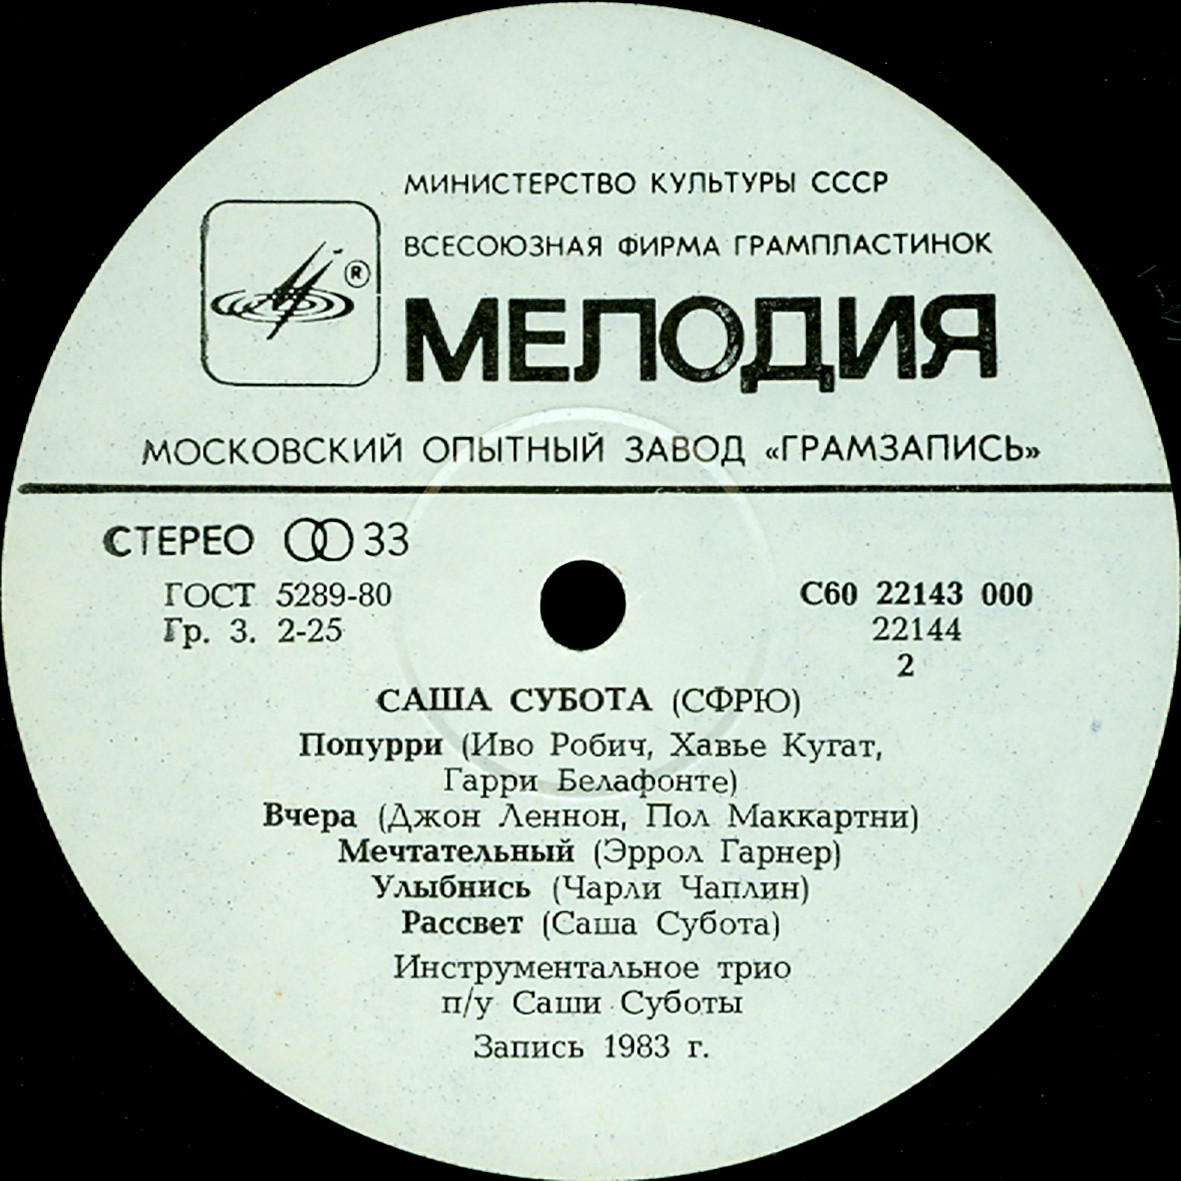 МИНИСТЕРСТВО КУЛЬТУРЫ СССР
ВСЕСОЮЗНАЯ ФИРМА ГРАМПЛАСТИНОК
®
МЕЛОДИЯ
МОСКОВСКИЙ ОПЫТНЫЙ ЗАВОД «ГРАМЗАПИСЬ»
СТЕРЕО 33
ГОСТ 5289-80
Гр. 3. 2-25
С60 22143 000
22144
2
САША СУБОТА (СФРЮ)
Попурри (Иво Робич, Хавье Кугат,
Гарри Белафонте)
Вчера (Джон Леннон, Пол Маккартни)
Мечтательный (Эррол Гарнер)
Улыбнись (Чарли Чаплин)
Рассвет (Саша Субота)
Инструментальное трио
п/у Саши Суботы
Запись 1983 г.